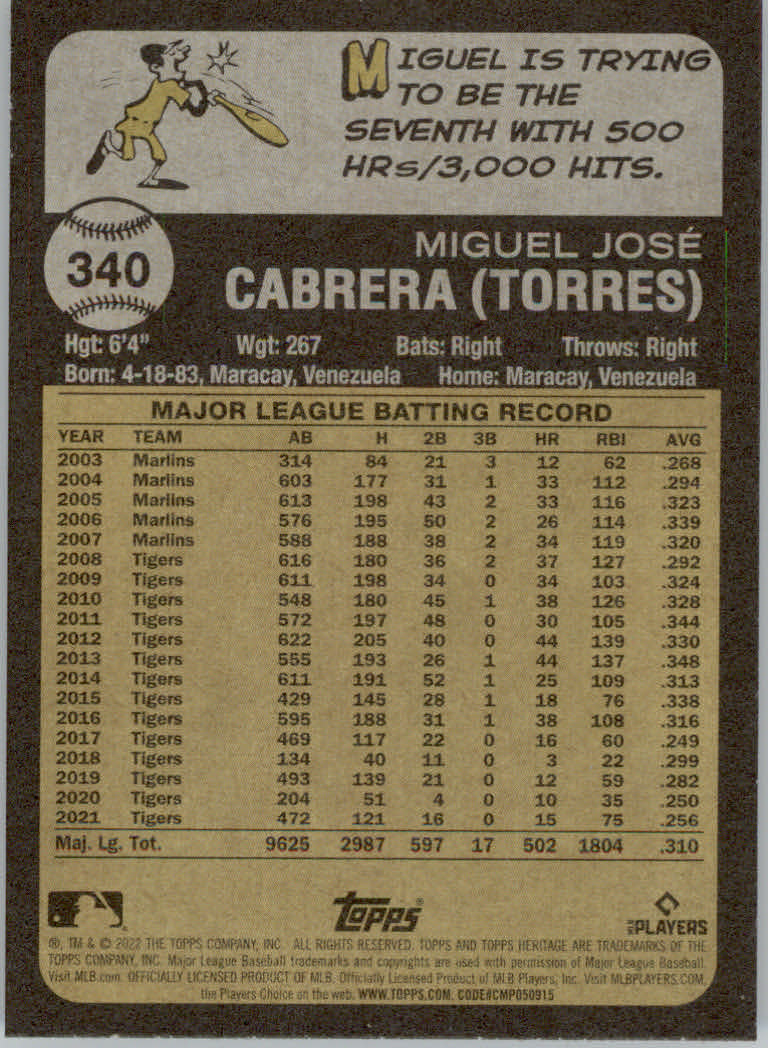 MIGUEL IS TRYING
TO BE THE
SEVENTH WITH 500
HRs/3,000 HITS.
340
MIGUEL JOSÉ
CABRERA (TORRES)
Hgt: 6'4" Wgt: 267 Bats: Right Throws: Right
Born: 4-18-83, Maracay, Venezuela Home: Maracay, Venezuela
MAJOR LEAGUE BATTING RECORD
YEAR TEAM AB H 2B 3B HR RBI AVG
2003 Marlins 314 84 21 3 12 62 .268
2004 Marlins 603 177 31 1 33 112 .294
2005 Marlins 613 198 43 2 33 116 .323
2006 Marlins 576 195 50 2 26 114 .339
2007 Marlins 588 188 38 2 34 119 .320
2008 Tigers 616 180 36 2 37 127 .292
2009 Tigers 611 198 34 0 34 103 .324
2010 Tigers 548 180 45 1 38 126 .328
2011 Tigers 572 197 48 0 30 105 .344
2012 Tigers 622 205 40 0 44 139 .330
2013 Tigers 555 193 26 1 44 137 .348
2014 Tigers 611 191 52 1 25 109 .313
2015 Tigers 429 145 28 1 18 76 .338
2016 Tigers 595 188 31 1 38 108 .316
2017 Tigers 469 117 22 0 16 60 .249
2018 Tigers 134 40 11 0 3 22 .299
2019 Tigers 493 139 21 0 12 59 .282
2020 Tigers 204 51 4 0 10 35 .250
2021 Tigers 472 121 16 0 15 75 .256
Maj. Lg. Tot. 9625 2987 597 17 502 1804 .310
topps®
PLAYERS
®, TM & © 2022 THE TOPPS COMPANY, INC. ALL RIGHTS RESERVED. TOPPS AND TOPPS HERITAGE ARE TRADEMARKS OF THE
TOPPS COMPANY, INC. Major League Baseball trademarks and copyrights are used with permission of Major League Baseball.
Visit MLB.com. OFFICIALLY LICENSED PRODUCT OF MLB Players, Inc. Visit MLBPLAYERS.COM,
the Players Choice on the web. WWW.TOPPS.COM. CODE#CMP050915